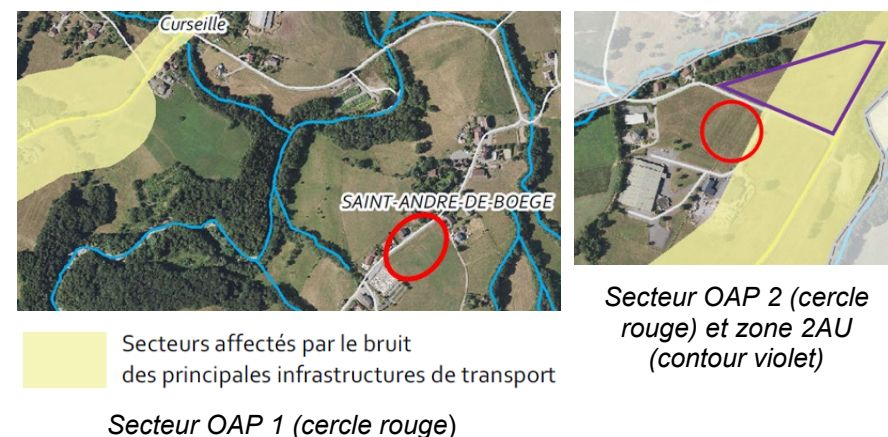 Curseille
SAINT-ANDRE-DE-BOEGE
Secteurs affectés par le bruit
des principales infrastructures de transport
Secteur OAP 1 (cercle rouge)
Secteur OAP 2 (cercle
rouge) et zone 2AU
(contour violet)